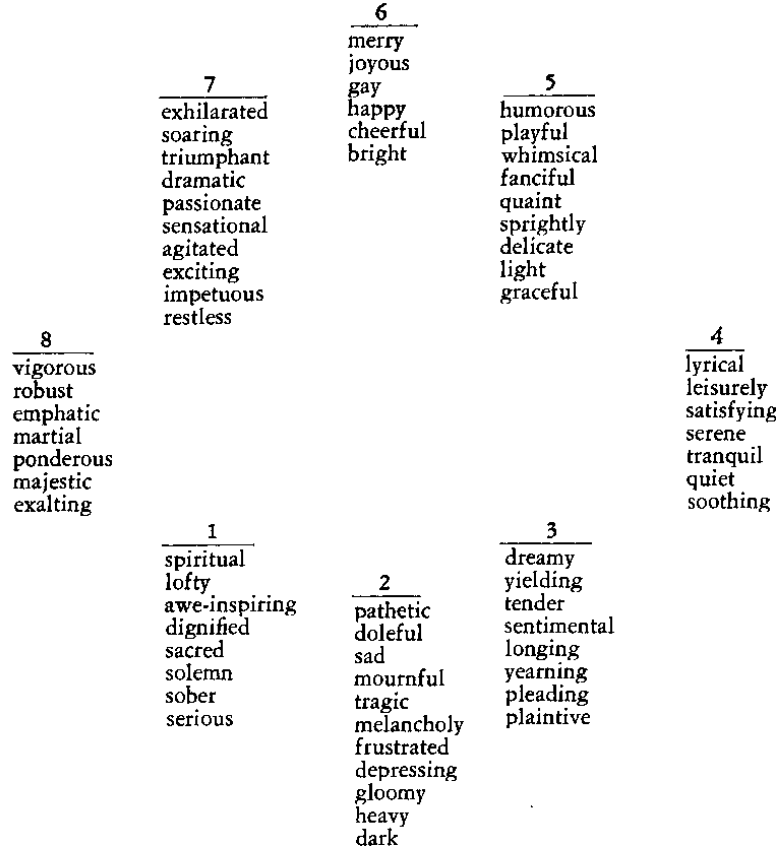 6
merry
joyous
gay
happy
cheerful
bright
7
exhilarated
soaring
triumphant
dramatic
passionate
sensational
agitated
exciting
impetuous
restless
5
humorous
playful
whimsical
fanciful
quaint
sprightly
delicate
light
graceful
8
vigorous
robust
emphatic
martial
ponderous
majestic
exalting
4
lyrical
leisurely
satisfying
serene
tranquil
quiet
soothing
1
spiritual
lofty
awe-inspiring
dignified
sacred
solemn
sober
serious
2
pathetic
doleful
sad
mournful
tragic
melancholy
frustrated
depressing
gloomy
heavy
dark
3
dreamy
yielding
tender
sentimental
longing
yearning
pleading
plaintive